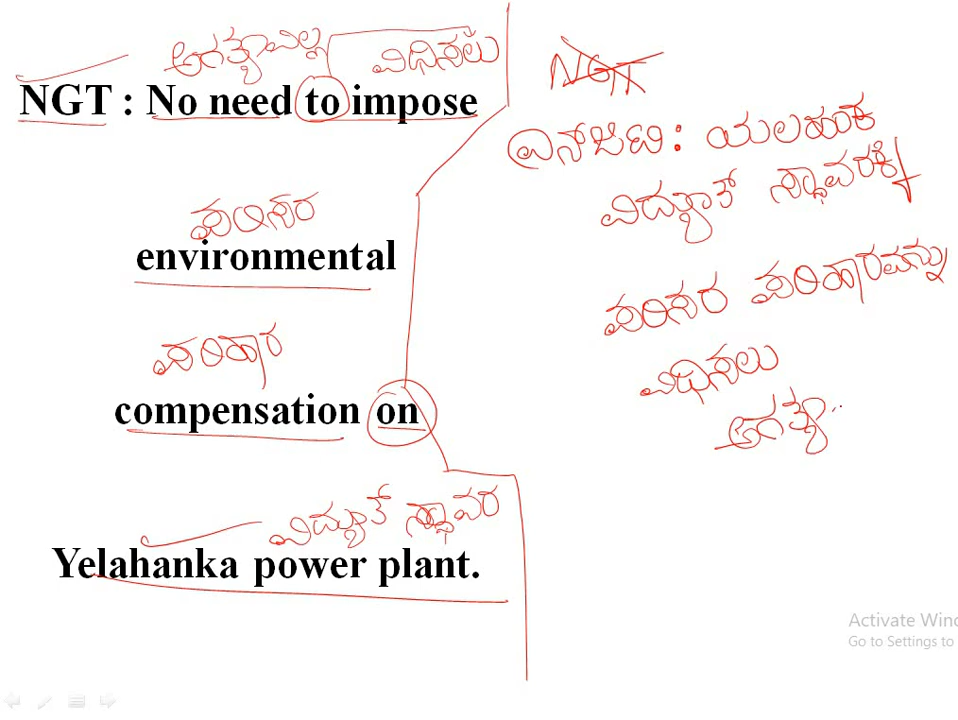 ಅಗತ್ಯವಿಲ್ಲ ವಿಧಿಸಲು
NGT : No need to impose
ಪರಿಸರ
environmental
ಪರಿಹಾರ
compensation on
ವಿದ್ಯುತ್ ಸ್ಥಾವರ
Yelahanka power plant.
NGT
ಎನ್‌ಜಿಟಿ : ಯಲಹಂಕ
ವಿದ್ಯುತ್ ಸ್ಥಾವರಕ್ಕೆ
ಪರಿಸರ ಪರಿಹಾರವನ್ನು
ವಿಧಿಸಲು
ಅಗತ್ಯ
Activate Wind
Go to Settings to